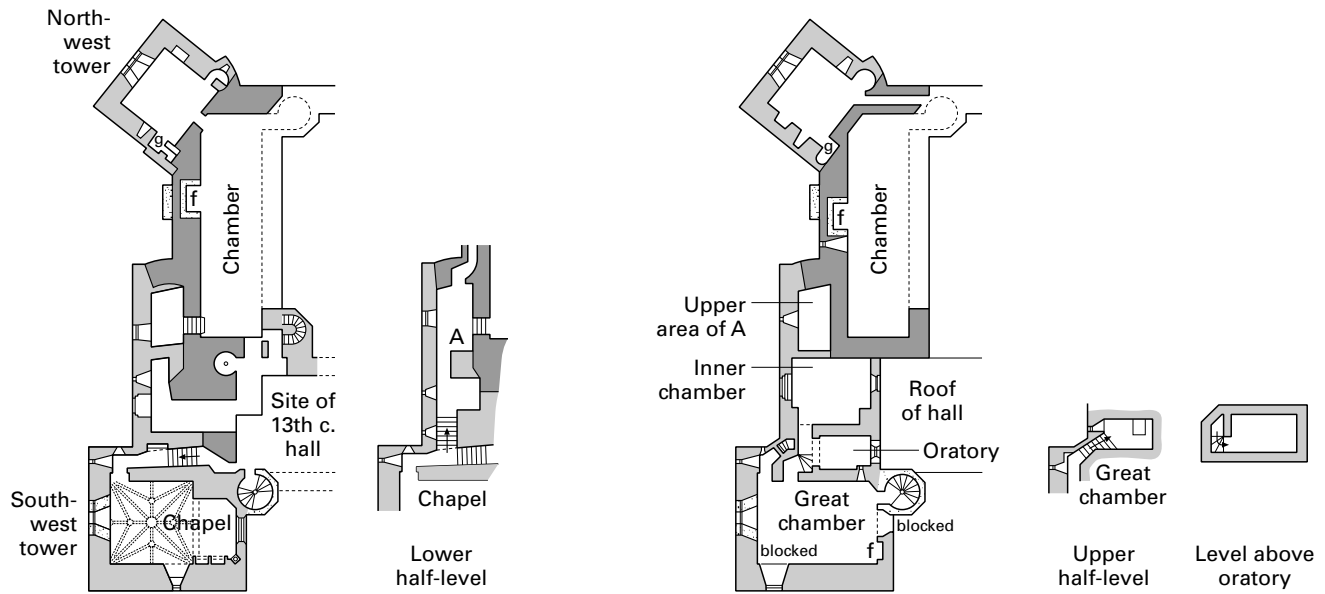 North-
west
tower
g
f
Chamber
A
Site of
13th c.
hall
South-
west
tower
Chapel
Chapel
Lower
half-level
g
f
Chamber
Upper
area of A
Inner
chamber
Roof
of hall
Oratory
Great
chamber
blocked
blocked
f
Great
chamber
Upper
half-level
Level above
oratory